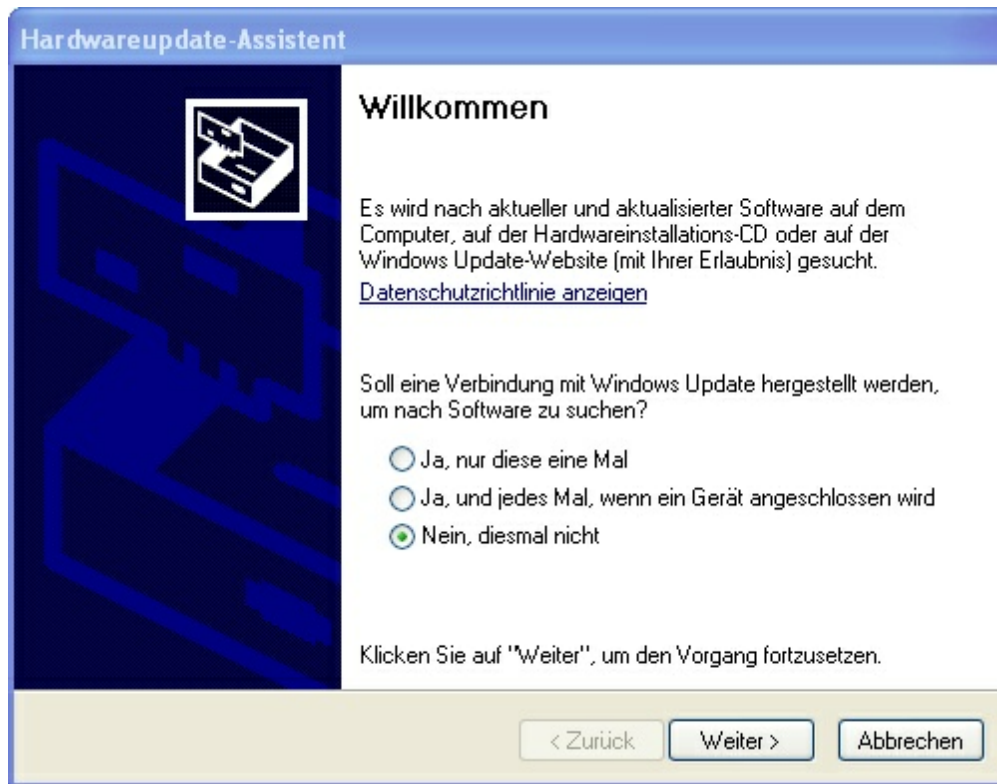 Hardwareupdate-Assistent
Willkommen
Es wird nach aktueller und aktualisierter Software auf dem
Computer, auf der Hardwareinstallations-CD oder auf der
Windows Update-Website (mit Ihrer Erlaubnis) gesucht.
Datenschutzrichtlinie anzeigen
Soll eine Verbindung mit Windows Update hergestellt werden,
um nach Software zu suchen?
Ja, nur diese eine Mal
Ja, und jedes Mal, wenn ein Gerät angeschlossen wird
Nein, diesmal nicht
Klicken Sie auf "Weiter", um den Vorgang fortzusetzen.
< Zurück Weiter > Abbrechen